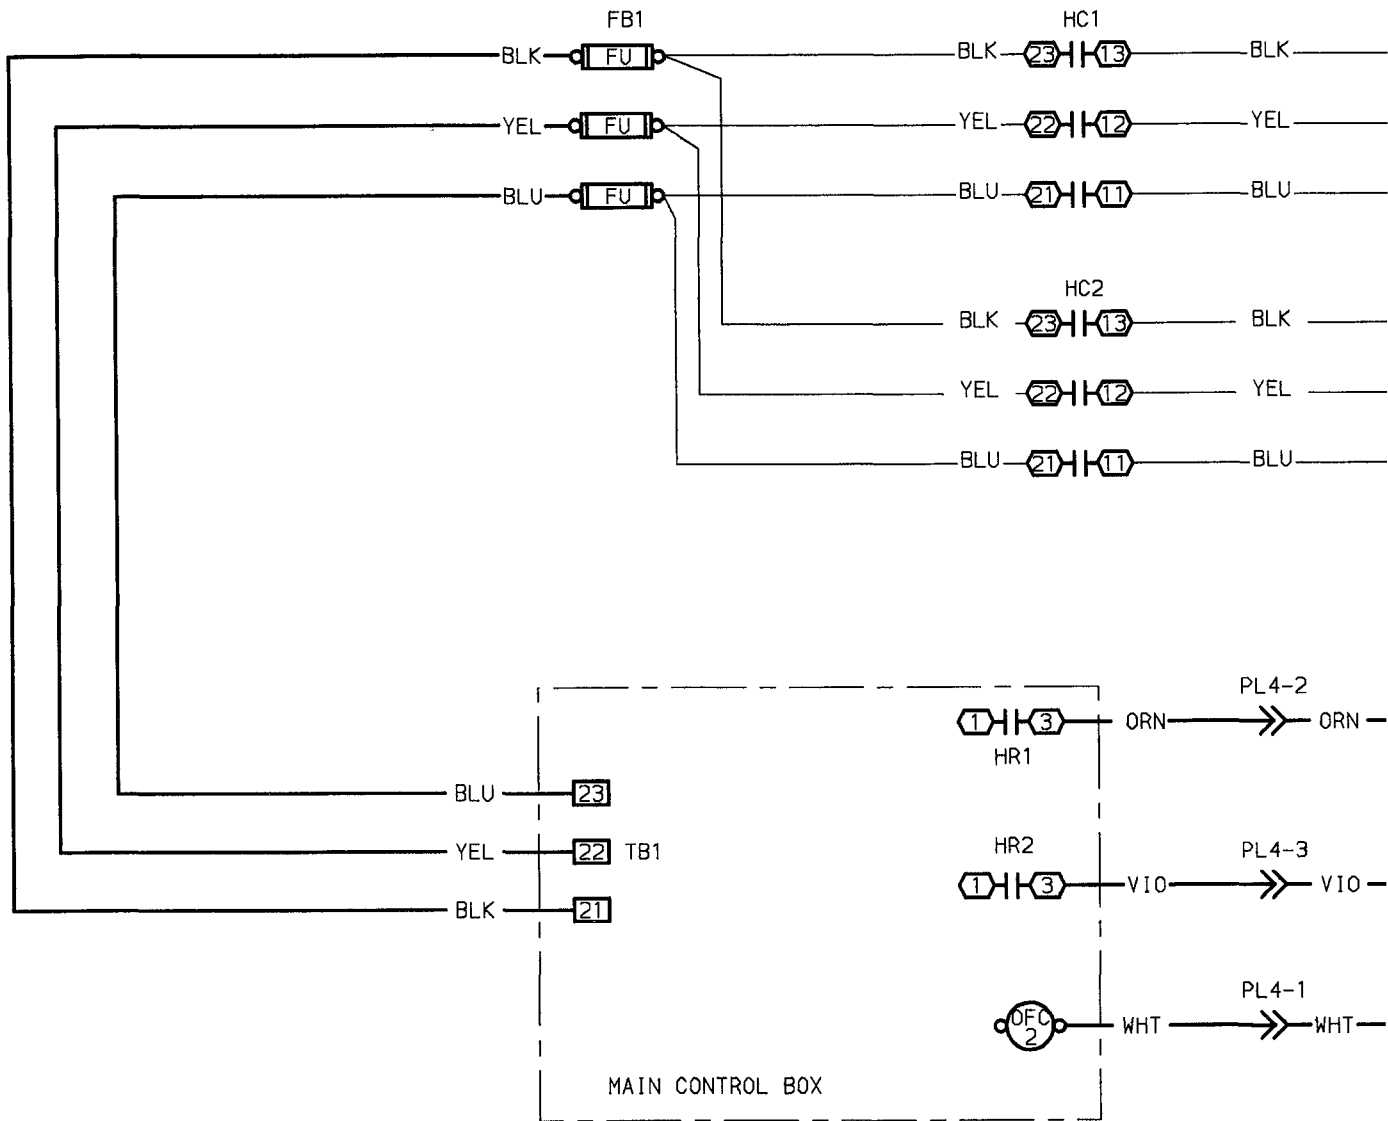 FB1 HC1
BLK FU BLK 23 13 BLK
YEL FU YEL 22 12 YEL
BLU FU BLU 21 11 BLU
HC2
BLK 23 13 BLK
YEL 22 12 YEL
BLU 21 11 BLU
PL4-2
1 3 ORN ORN
HR1
BLU 23
HR2 PL4-3
YEL 22 TB1
1 3 VIO VIO
BLK 21
PL4-1
OFC WHT WHT
2
MAIN CONTROL BOX